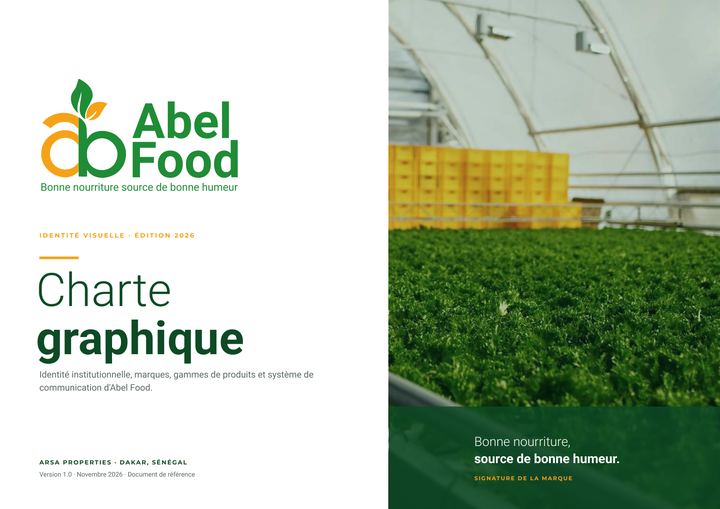 ab Abel
Food
Bonne nourriture source de bonne humeur
IDENTITÉ VISUELLE · ÉDITION 2026
Charte
graphique
Identité institutionnelle, marques, gammes de produits et système de
communication d'Abel Food.
ARSA PROPERTIES · DAKAR, SÉNÉGAL
Version 1.0 · Novembre 2026 · Document de référence
Bonne nourriture,
source de bonne humeur.
SIGNATURE DE LA MARQUE